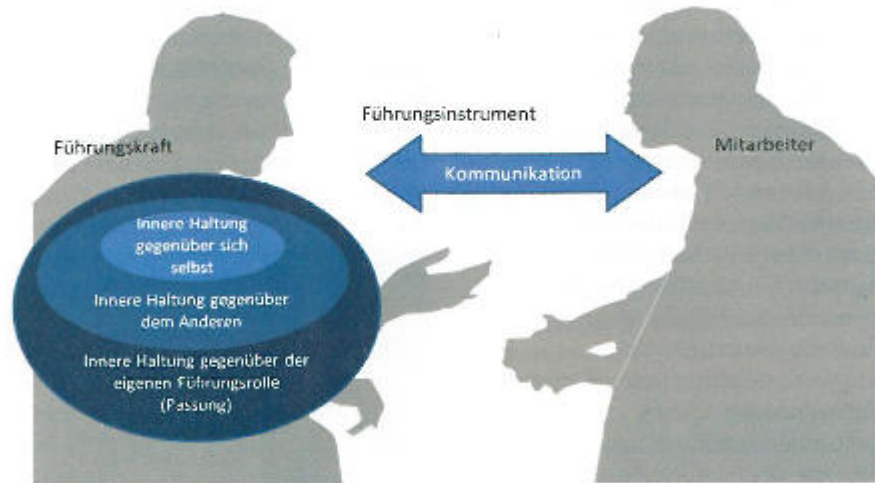 Führungsinstrument
Führungskraft
Mitarbeiter
Kommunikation
Innere Haltung
gegenüber sich
selbst
Innere Haltung gegenüber
dem Anderen
Innere Haltung gegenüber der
eigenen Führungsrolle
(Passung)